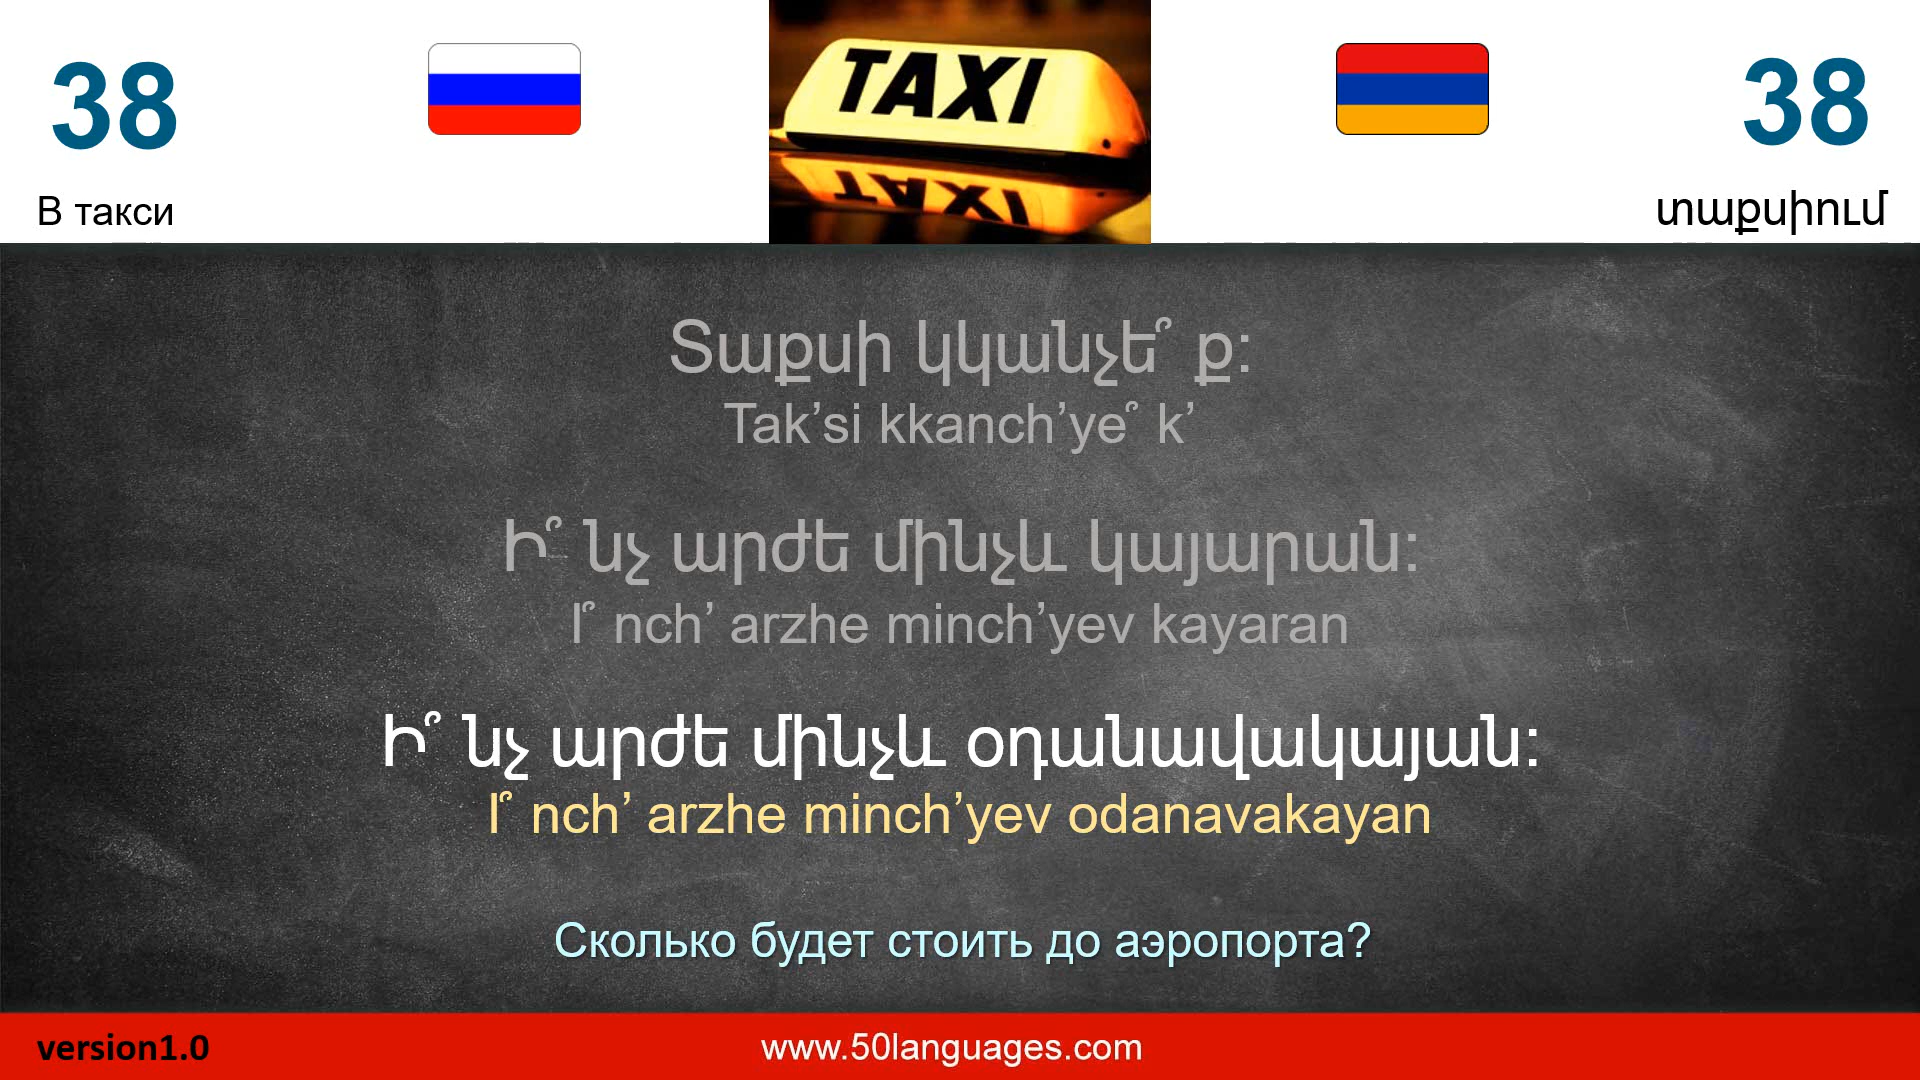 38
38
TAXI
В такси
տաքսիում
Տաքսի կկանչե՞ ք:
Tak’si kkanch’ye՞ k’
Ի՞ նչ արժե մինչև կայարան:
I՞ nch’ arzhe minch’yev kayaran
Ի՞ նչ արժե մինչև օդանավակայան:
I՞ nch’ arzhe minch’yev odanavakayan
Сколько будет стоить до аэропорта?
version1.0
www.50languages.com